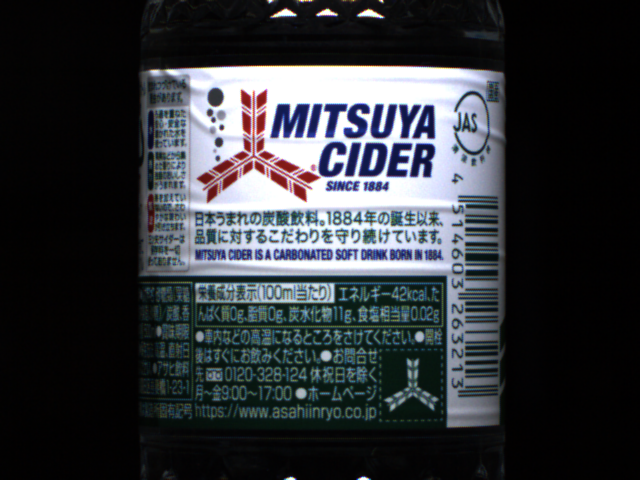 MITSUYA
CIDER
SINCE 1884
JAS
日本うまれの炭酸飲料。1884年の誕生以来、
品質に対するこだわりを守り続けています。
MITSUYA CIDER IS A CARBONATED SOFT DRINK BORN IN 1884.
4 514603 263213
栄養成分表示(100ml当たり) エネルギー42kcal、た
んぱく質0g、脂質0g、炭水化物11g、食塩相当量0.02g
●車内などの高温になるところをさけてください。●開栓
後はすぐにお飲みください。●お問合せ
先 0120-328-124 休祝日を除く
月～金9:00～17:00 ●ホームページ
https://www.asahiinryo.co.jp